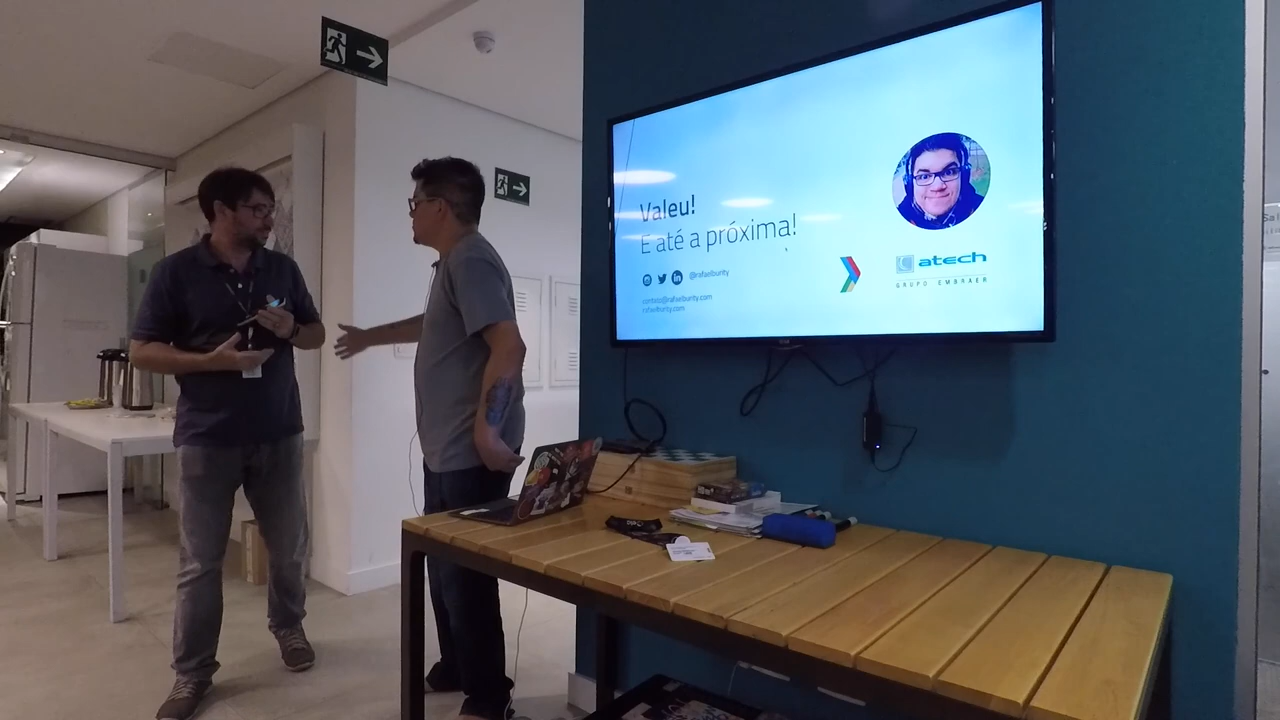 Valeu!
E até a próxima!
@rafaelburity
contato@rafaelburity.com
rafaelburity.com
atech
GRUPO EMBRAER